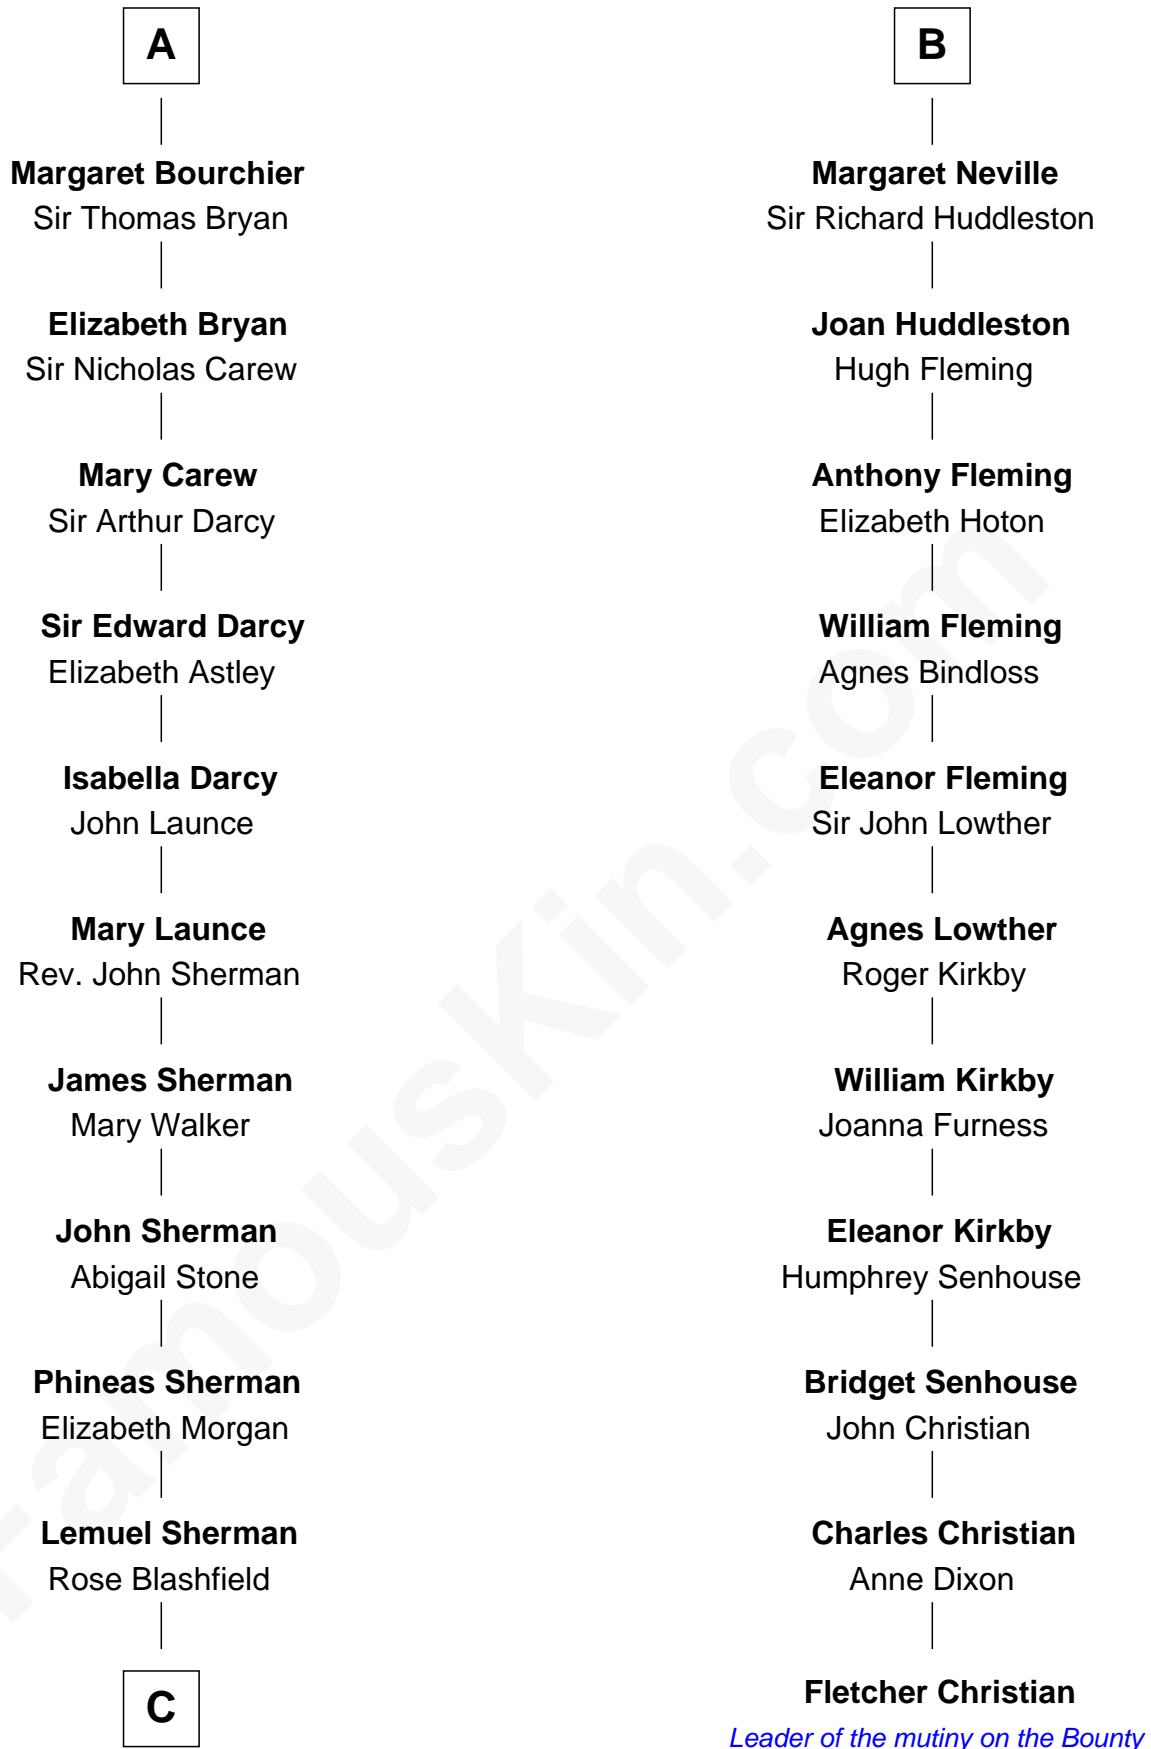 A
Margaret Bourchier
Sir Thomas Bryan
Elizabeth Bryan
Sir Nicholas Carew
Mary Carew
Sir Arthur Darcy
Sir Edward Darcy
Elizabeth Astley
Isabella Darcy
John Launce
Mary Launce
Rev. John Sherman
James Sherman
Mary Walker
John Sherman
Abigail Stone
Phineas Sherman
Elizabeth Morgan
Lemuel Sherman
Rose Blashfield
C
B
Margaret Neville
Sir Richard Huddleston
Joan Huddleston
Hugh Fleming
Anthony Fleming
Elizabeth Hoton
William Fleming
Agnes Bindloss
Eleanor Fleming
Sir John Lowther
Agnes Lowther
Roger Kirkby
William Kirkby
Joanna Furness
Eleanor Kirkby
Humphrey Senhouse
Bridget Senhouse
John Christian
Charles Christian
Anne Dixon
Fletcher Christian
Leader of the mutiny on the Bounty
FamousKin.com